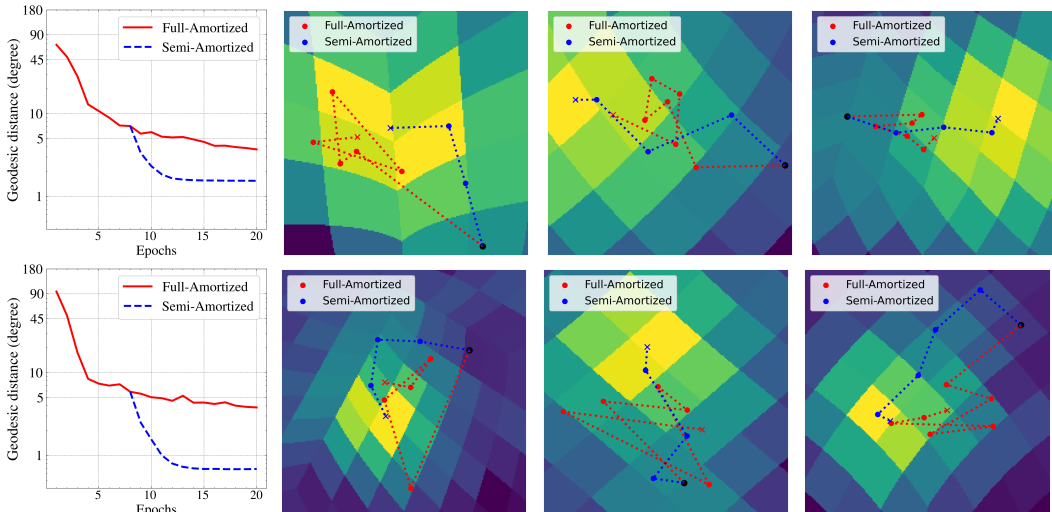 180
90
45
10
5
1
Geodesic distance (degree)
Full-Amortized
Semi-Amortized
5 10 15 20
Epochs
Full-Amortized
Semi-Amortized
Full-Amortized
Semi-Amortized
Full-Amortized
Semi-Amortized
180
90
45
10
5
1
Geodesic distance (degree)
Full-Amortized
Semi-Amortized
5 10 15 20
Epochs
Full-Amortized
Semi-Amortized
Full-Amortized
Semi-Amortized
Full-Amortized
Semi-Amortized